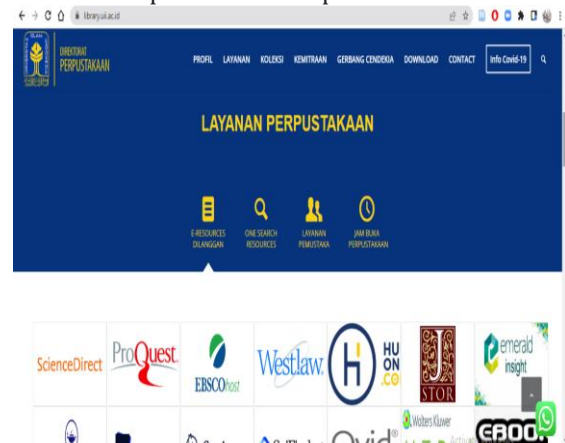 library.uii.ac.id
DIREKTORAT
PERPUSTAKAAN
PROFIL LAYANAN KOLEKSI KEMITRAAN GERBANG CENDEKIA DOWNLOAD CONTACT Info Covid-19
LAYANAN PERPUSTAKAAN
E-RESOURCES DILANGGAN
ONE SEARCH RESOURCES
LAYANAN PEMUSTAKA
JAM BUKA PERPUSTAKAAN
ScienceDirect
ProQuest
EBSCOhost
Westlaw
H
HU
ON
.CO
J
STOR
emerald
insight
Ovid®
Wolters Kluwer